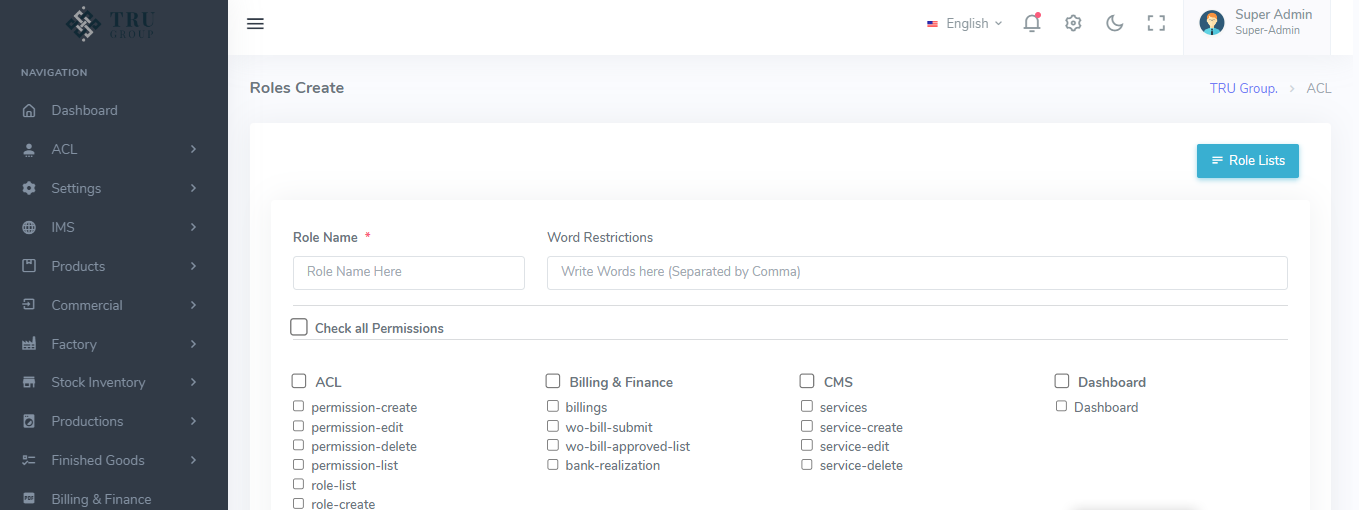 TRU
GROUP
English
Super Admin
Super-Admin
NAVIGATION
Dashboard
ACL
Settings
IMS
Products
Commercial
Factory
Stock Inventory
Productions
Finished Goods
Billing & Finance
Roles Create
TRU Group. > ACL
Role Lists
Role Name *
Word Restrictions
Role Name Here
Write Words here (Separated by Comma)
Check all Permissions
ACL
permission-create
permission-edit
permission-delete
permission-list
role-list
role-create
Billing & Finance
billings
wo-bill-submit
wo-bill-approved-list
bank-realization
CMS
services
service-create
service-edit
service-delete
Dashboard
Dashboard